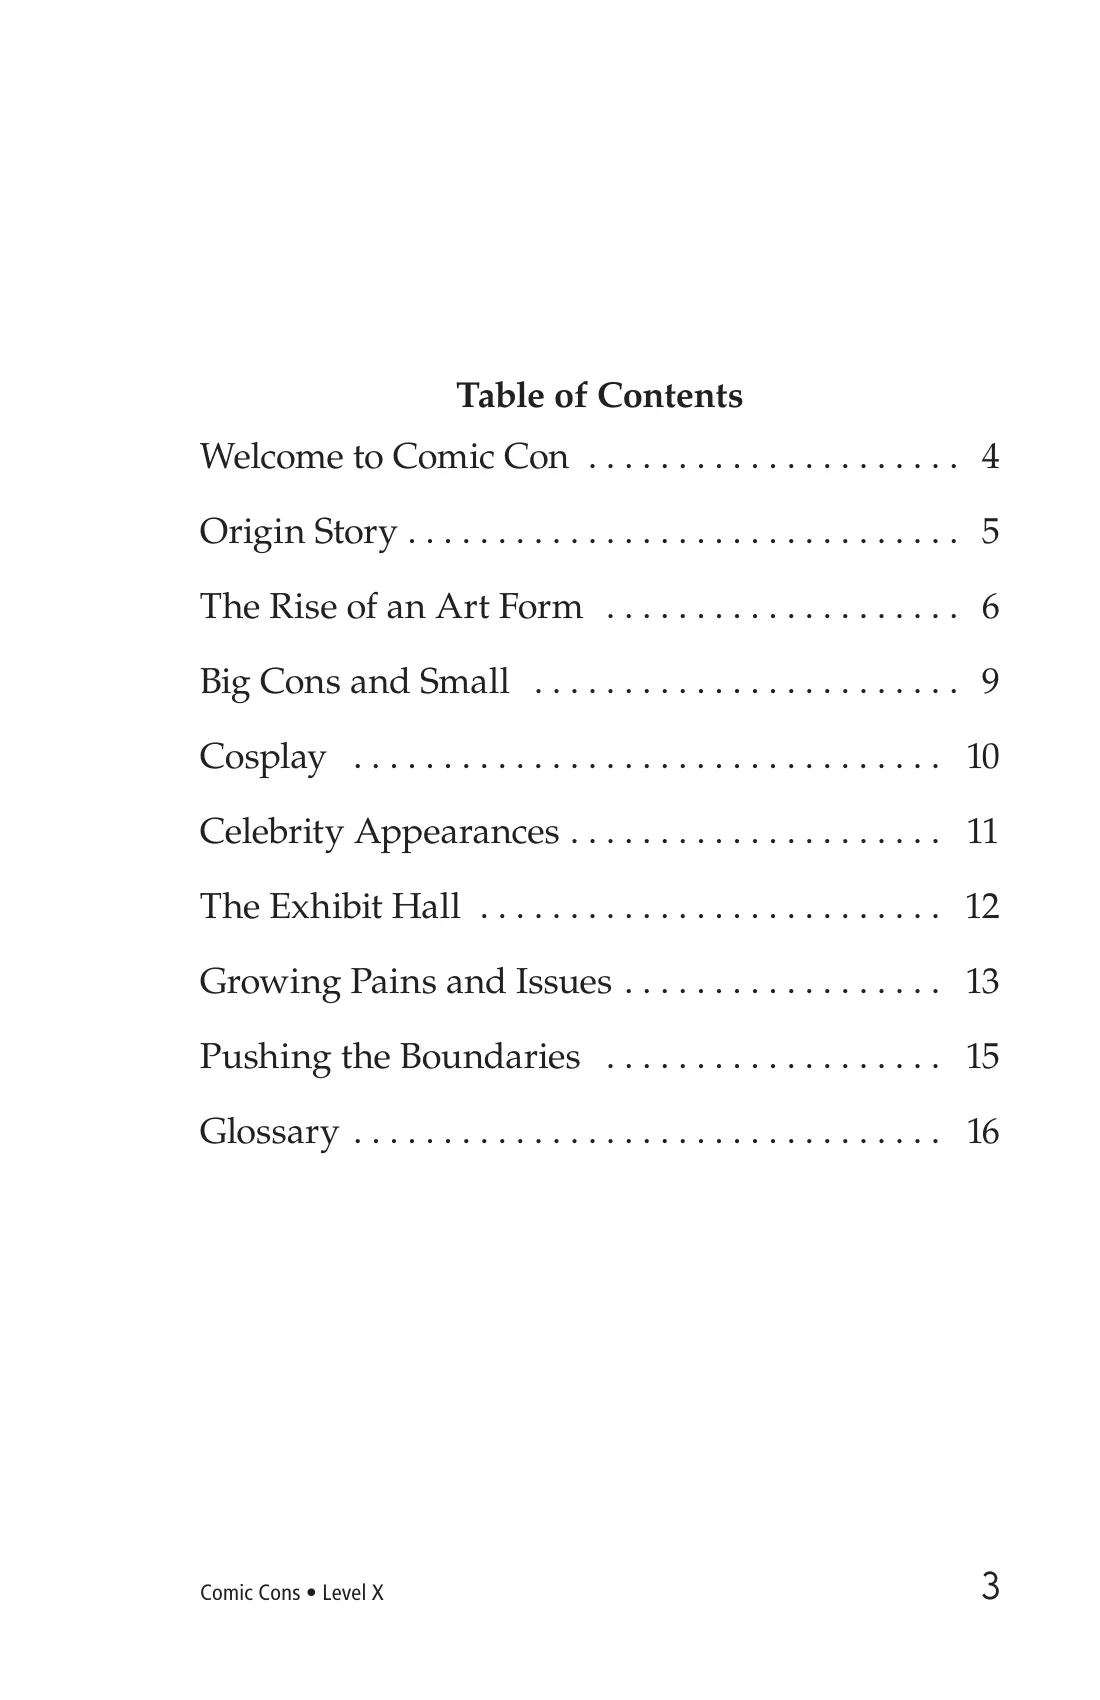 Table of Contents
Welcome to Comic Con . . . . . . . . . . . . . . . . . . . . . 4
Origin Story . . . . . . . . . . . . . . . . . . . . . . . . . . . . . . . 5
The Rise of an Art Form . . . . . . . . . . . . . . . . . . . . 6
Big Cons and Small . . . . . . . . . . . . . . . . . . . . . . . . 9
Cosplay . . . . . . . . . . . . . . . . . . . . . . . . . . . . . . . . . 10
Celebrity Appearances . . . . . . . . . . . . . . . . . . . . . 11
The Exhibit Hall . . . . . . . . . . . . . . . . . . . . . . . . . . 12
Growing Pains and Issues . . . . . . . . . . . . . . . . . . 13
Pushing the Boundaries . . . . . . . . . . . . . . . . . . . 15
Glossary . . . . . . . . . . . . . . . . . . . . . . . . . . . . . . . . . 16
Comic Cons • Level X 3